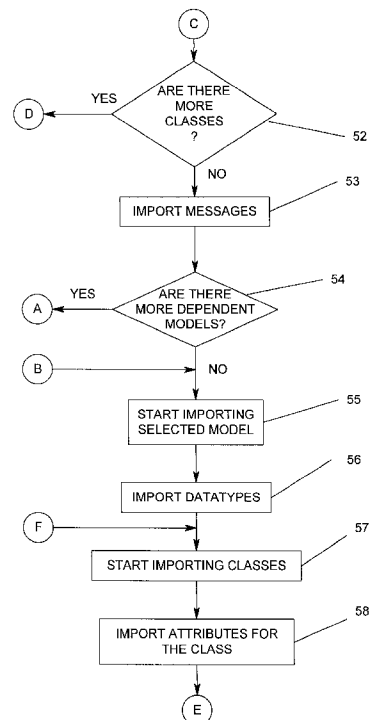 C
ARE THERE
MORE
CLASSES
?
YES
D
52
NO
53
IMPORT MESSAGES
54
YES
A
ARE THERE
MORE DEPENDENT
MODELS?
B
NO
55
START IMPORTING
SELECTED MODEL
56
IMPORT DATATYPES
F
57
START IMPORTING CLASSES
58
IMPORT ATTRIBUTES FOR
THE CLASS
E